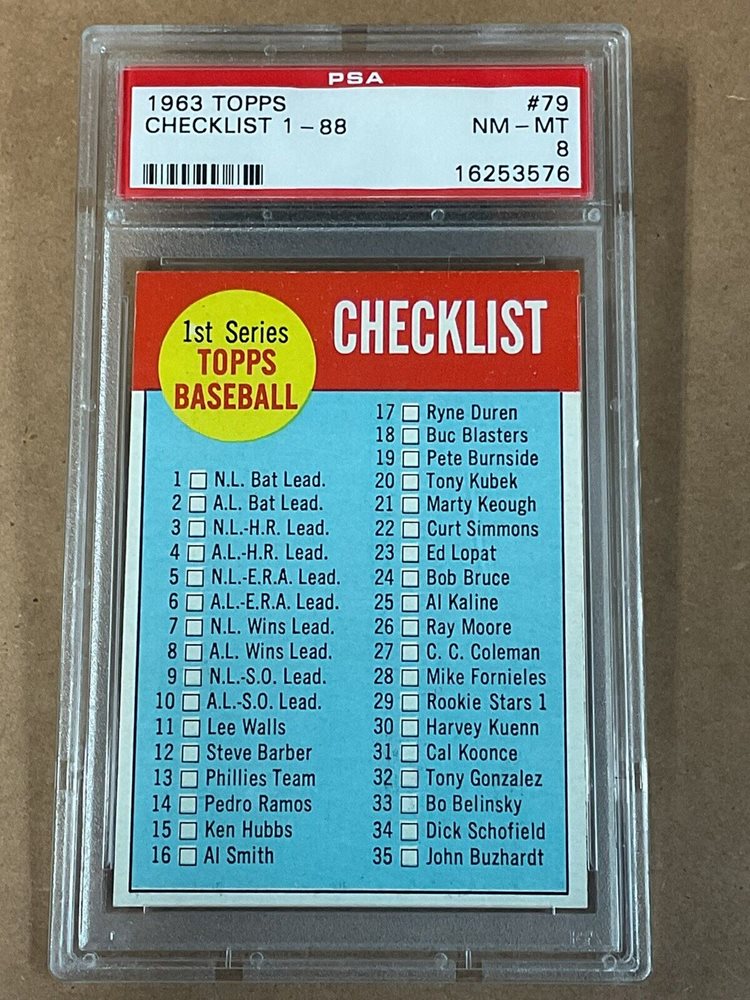 PSA
1963 TOPPS #79
CHECKLIST 1-88 NM-MT
8
16253576
CHECKLIST
1st Series
TOPPS
BASEBALL
1 N.L. Bat Lead.
2 A.L. Bat Lead.
3 N.L.-H.R. Lead.
4 A.L.-H.R. Lead.
5 N.L.-E.R.A. Lead.
6 A.L.-E.R.A. Lead.
7 N.L. Wins Lead.
8 A.L. Wins Lead.
9 N.L.-S.O. Lead.
10 A.L.-S.O. Lead.
11 Lee Walls
12 Steve Barber
13 Phillies Team
14 Pedro Ramos
15 Ken Hubbs
16 Al Smith
17 Ryne Duren
18 Buc Blasters
19 Pete Burnside
20 Tony Kubek
21 Marty Keough
22 Curt Simmons
23 Ed Lopat
24 Bob Bruce
25 Al Kaline
26 Ray Moore
27 C. C. Coleman
28 Mike Fornieles
29 Rookie Stars 1
30 Harvey Kuenn
31 Cal Koonce
32 Tony Gonzalez
33 Bo Belinsky
34 Dick Schofield
35 John Buzhardt